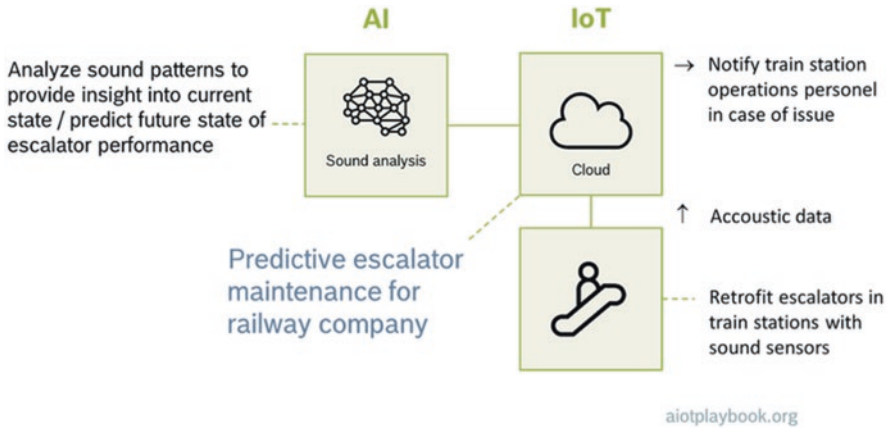 AI
IoT
Analyze sound patterns to
provide insight into current
state / predict future state of
escalator performance
Sound analysis
Cloud
→ Notify train station
operations personel
in case of issue
↑ Accoustic data
Predictive escalator
maintenance for
railway company
Retrofit escalators in
train stations with
sound sensors
aiotplaybook.org